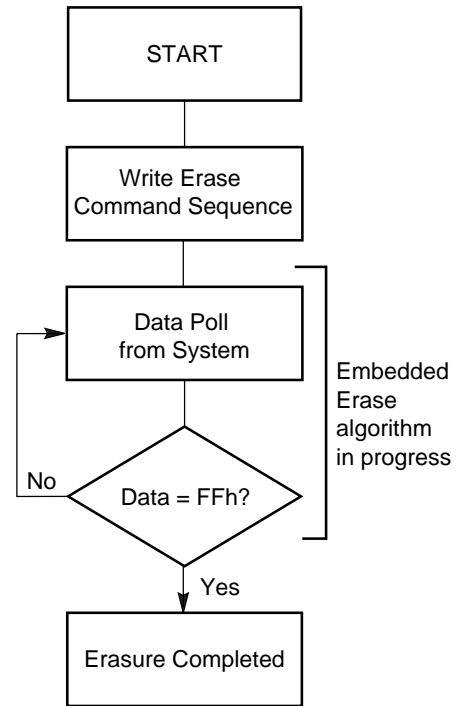 START
Write Erase
Command Sequence
Data Poll
from System
Embedded
Erase
algorithm
in progress
No
Data = FFh?
Yes
Erasure Completed